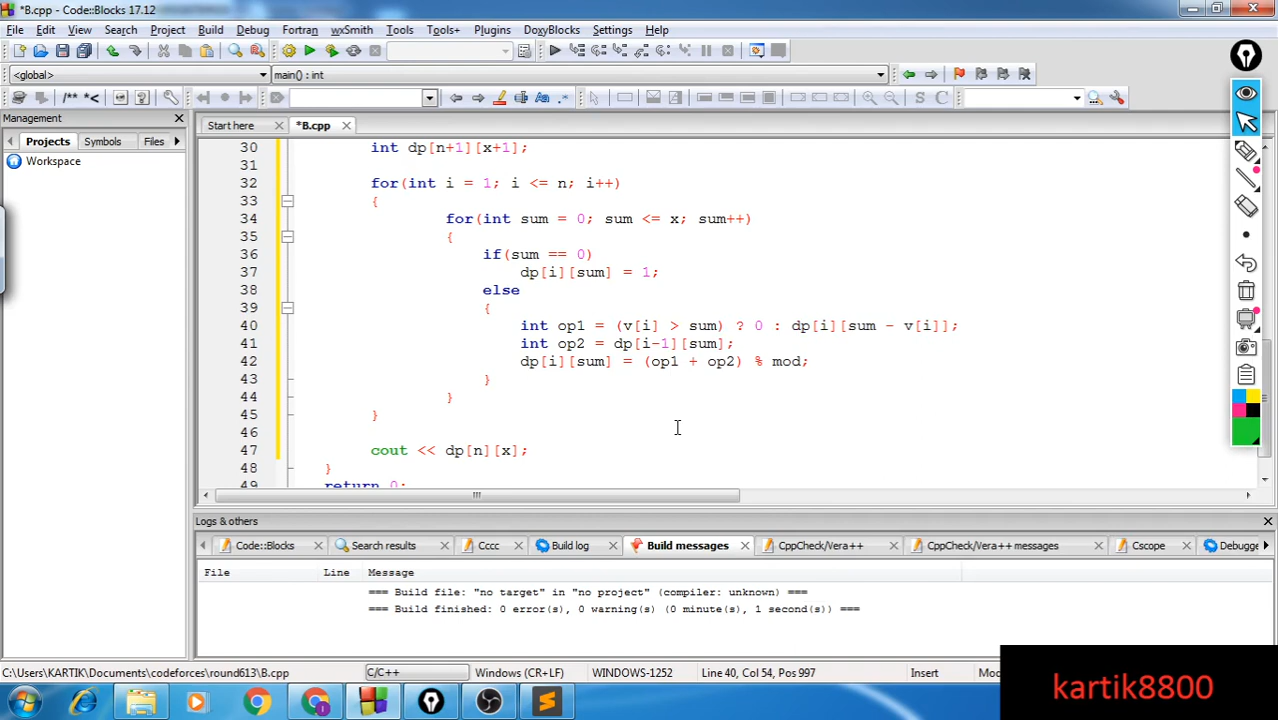 *B.cpp - Code::Blocks 17.12
File Edit View Search Project Build Debug Fortran wxSmith Tools Tools+ Plugins DoxyBlocks Settings Help
<global> main() : int
/** *< Aa .* S C
Management
Projects Symbols Files
Workspace
Start here *B.cpp
30 int dp[n+1][x+1];
31
32 for(int i = 1; i <= n; i++)
33 {
34 for(int sum = 0; sum <= x; sum++)
35 {
36 if(sum == 0)
37 dp[i][sum] = 1;
38 else
39 {
40 int op1 = (v[i] > sum) ? 0 : dp[i][sum - v[i]];
41 int op2 = dp[i-1][sum];
42 dp[i][sum] = (op1 + op2) % mod;
43 }
44 }
45 }
46
47 cout << dp[n][x];
48 }
49 return 0;
Logs & others
Code::Blocks Search results Cccc Build log Build messages CppCheck/Vera++ CppCheck/Vera++ messages Cscope Debugge
File Line Message
=== Build file: "no target" in "no project" (compiler: unknown) ===
=== Build finished: 0 error(s), 0 warning(s) (0 minute(s), 1 second(s)) ===
C:\Users\KARTIK\Documents\codeforces\round613\B.cpp C/C++ Windows (CR+LF) WINDOWS-1252 Line 40, Col 54, Pos 997 Insert Mod
kartik8800